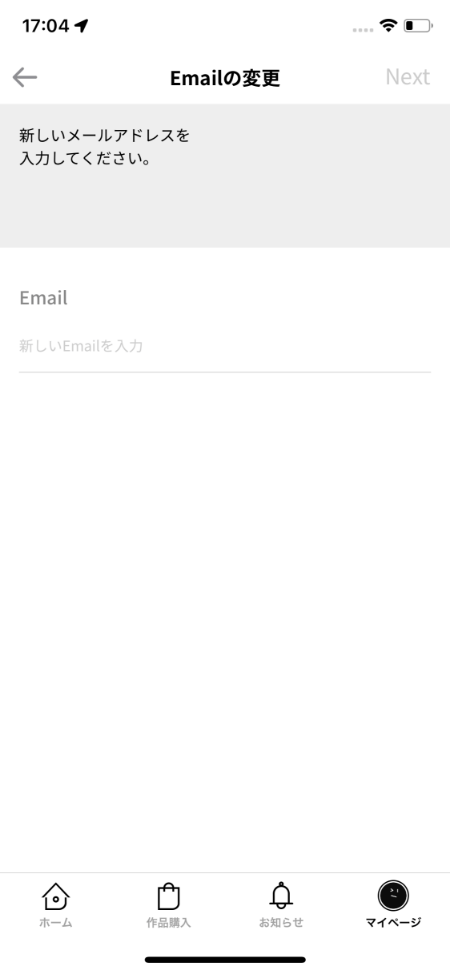 17:04
Emailの変更
Next
新しいメールアドレスを
入力してください。
Email
新しいEmailを入力
ホーム
作品購入
お知らせ
マイページ